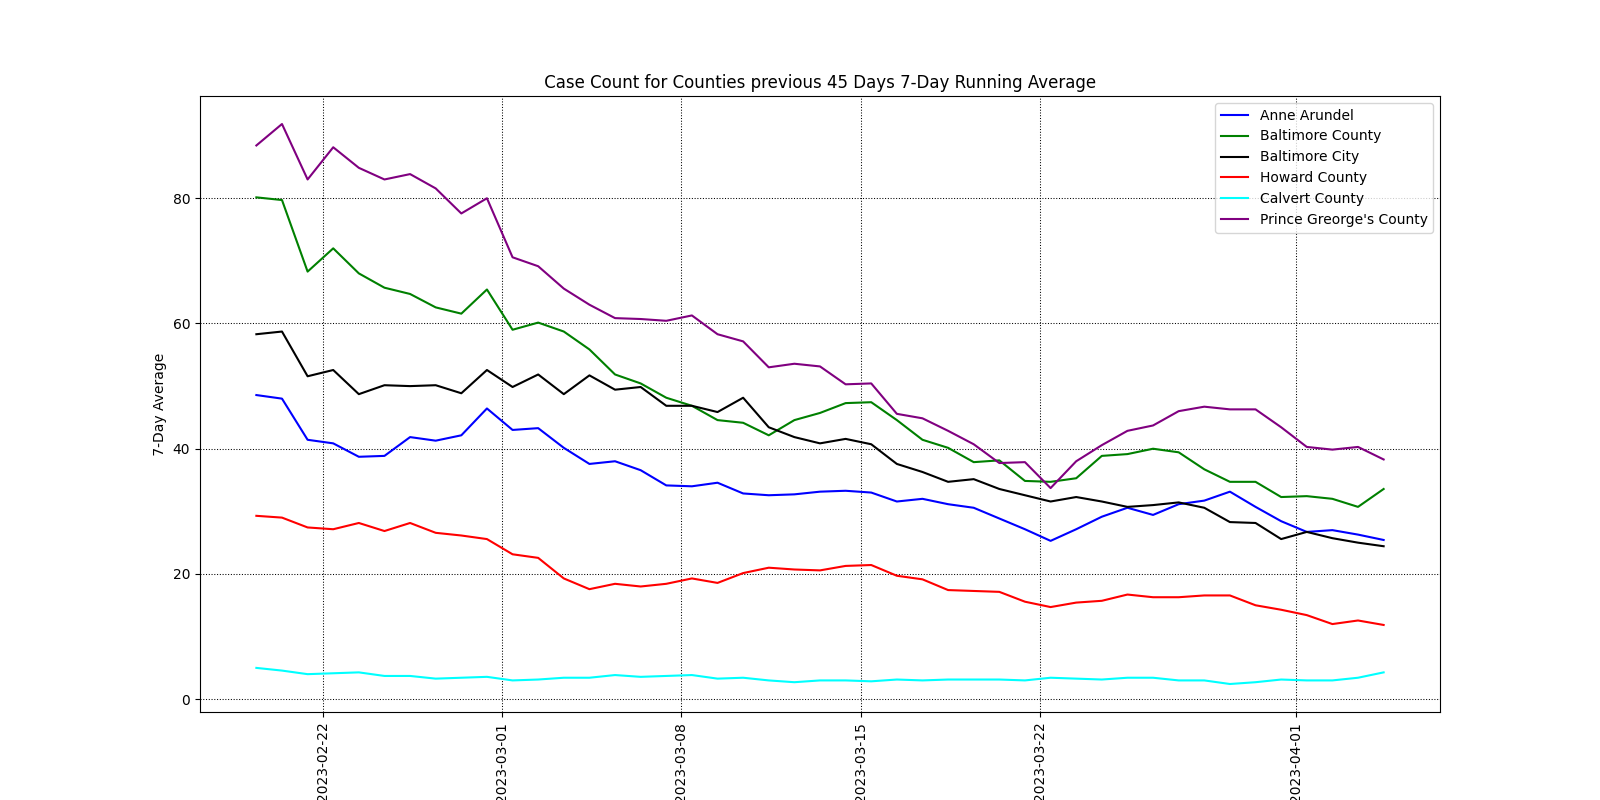 Case Count for Counties previous 45 Days 7-Day Running Average
Anne Arundel
Baltimore County
Baltimore City
Howard County
Calvert County
Prince Greorge's County
7-Day Average
80
60
40
20
0
2023-02-22
2023-03-01
2023-03-08
2023-03-15
2023-03-22
2023-04-01